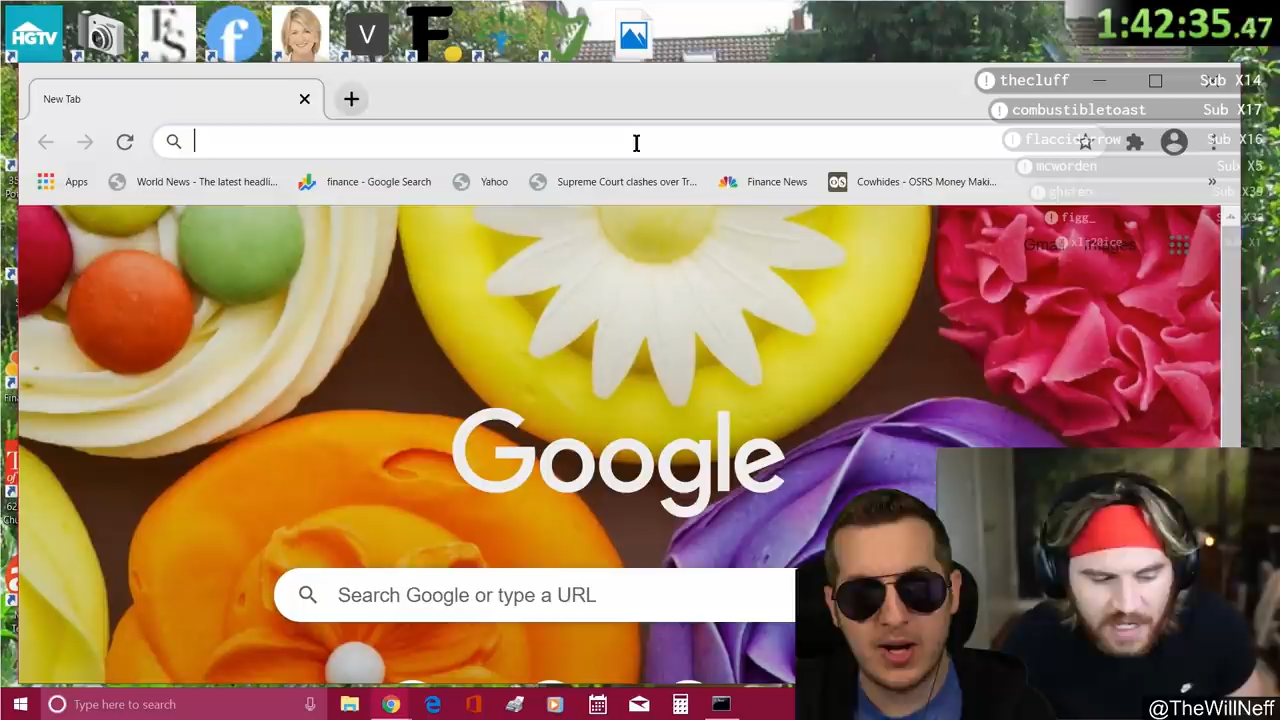 HGTV
V
F
1:42:35.47
New Tab
thecluff Sub X14
combustibletoast Sub X17
Sub X16
mcworden Sub X5
figg_
Apps
World News - The latest headli...
finance - Google Search
Yahoo
Supreme Court clashes over Tr...
Finance News
Cowhides - OSRS Money Maki...
»
Google
Search Google or type a URL
Type here to search
@TheWillNeff